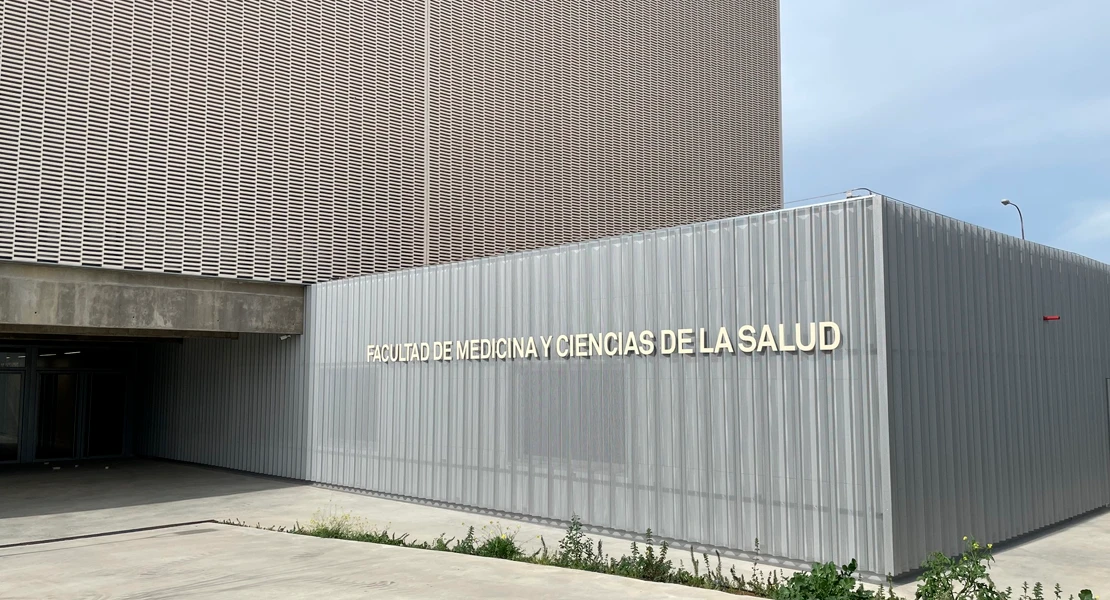 FACULTAD DE MEDICINA Y CIENCIAS DE LA SALUD